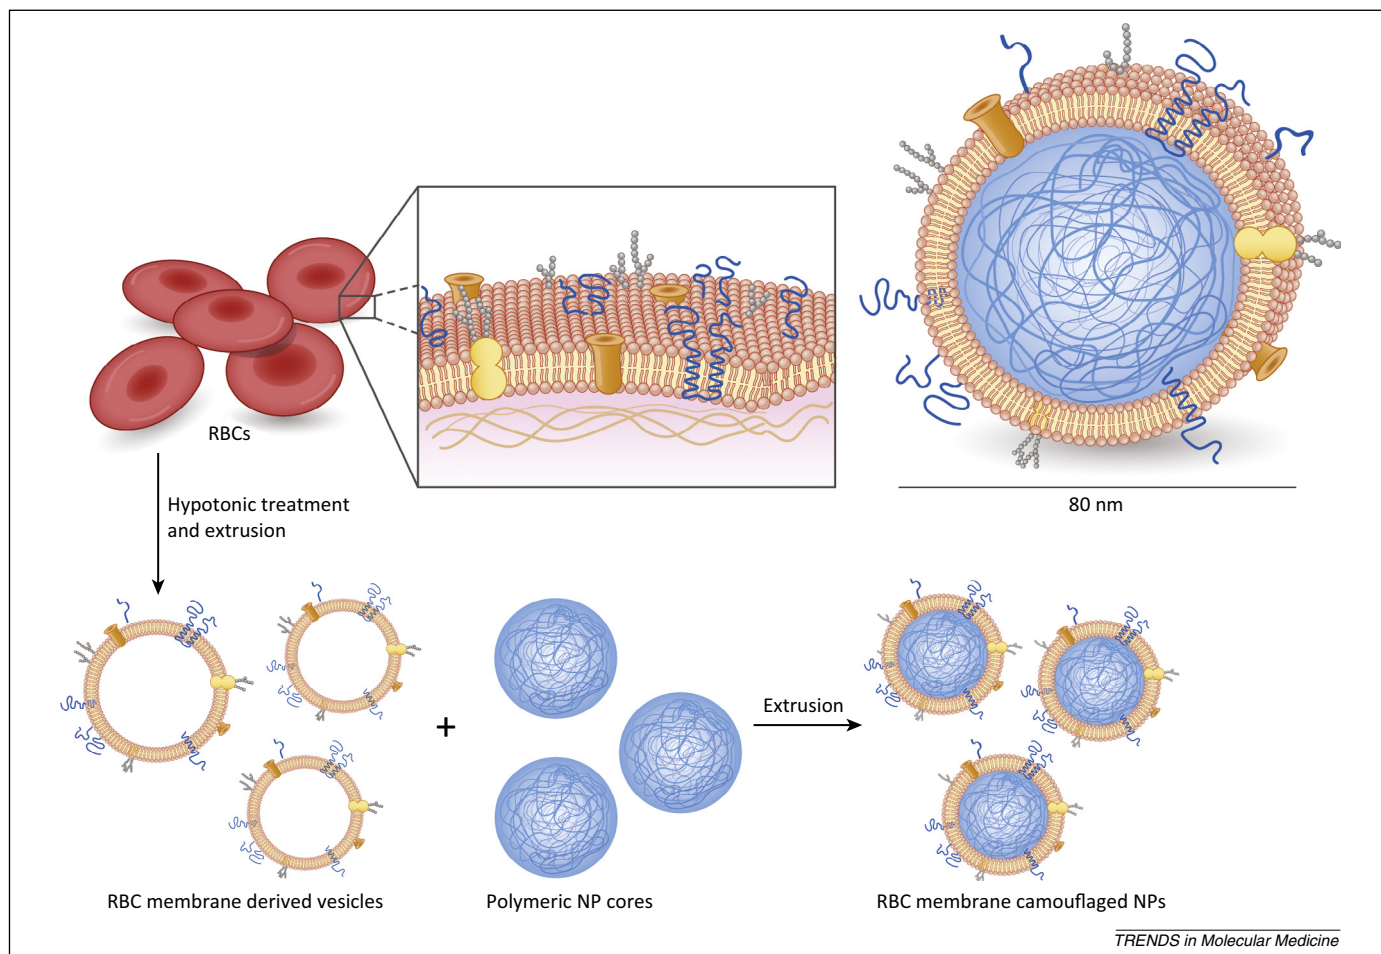 RBCs
80 nm
Hypotonic treatment
and extrusion
+
Extrusion
RBC membrane derived vesicles
Polymeric NP cores
RBC membrane camouflaged NPs
TRENDS in Molecular Medicine